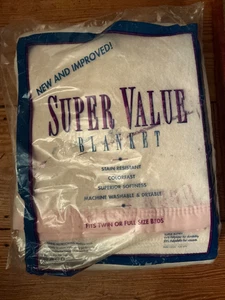 NEW AND IMPROVED!
SUPER VALUE
BLANKET
STAIN RESISTANT
COLORFAST
SUPERIOR SOFTNESS
MACHINE WASHABLE & DRYABLE
FITS TWIN OR FULL SIZE BEDS